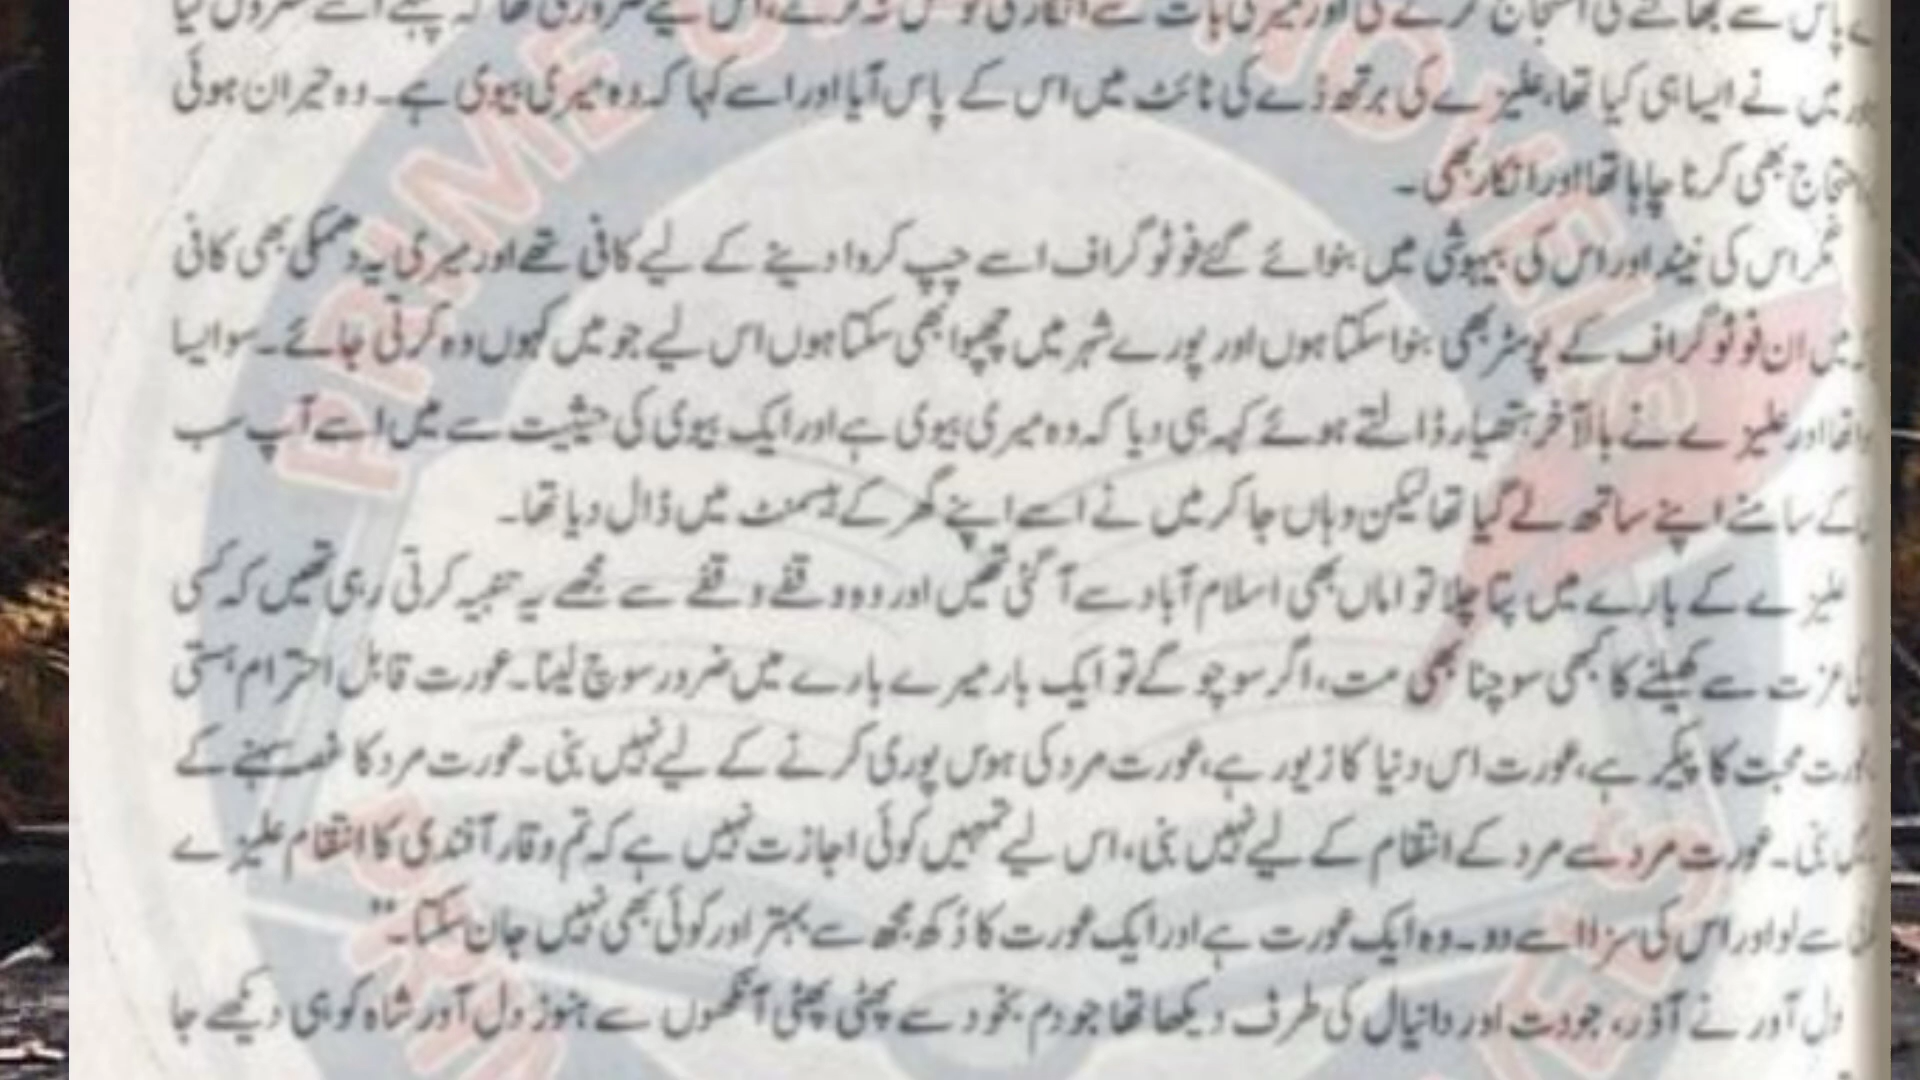 پاس سے بھاگنے کی احتجاج کرنے کی اور میری بات سے انکار کی کوشش نہ کرے، اس لیے ضروری تھا کہ پہلے اسے
میں نے ایسا ہی کیا تھا، علیزے کی برتھ ڈے کی نائٹ میں اس کے پاس آیا اور اسے کہا کہ وہ میری بیوی ہے۔ وہ حیران ہوئی
احتجاج بھی کرنا چاہا تھا اور انکار بھی۔
مگر اس کی نیند اور اس کی بیہوشی میں بنوائے گئے فوٹو گراف اسے چپ کروا دینے کے لیے کافی تھے اور میری یہ دھمکی بھی کافی
میں ان فوٹو گراف کے پوسٹر بھی بنوا سکتا ہوں اور پورے شہر میں چھپوا بھی سکتا ہوں اس لیے جو میں کہوں وہ کرتی جائے۔ سو ایسا
تھا اور علیزے نے بالآخر ہتھیار ڈالتے ہوئے کہہ ہی دیا کہ وہ میری بیوی ہے اور ایک بیوی کی حیثیت سے میں اسے آپ سب
کے سامنے اپنے ساتھ لے گیا تھا لیکن وہاں جا کر میں نے اسے اپنے گھر کے بیسمنٹ میں ڈال دیا تھا۔
علیزے کے بارے میں پتا چلا تو اماں بھی اسلام آباد سے آ گئی تھیں اور وہ وقفے وقفے سے مجھے یہ تنبیہہ کرتی رہی تھیں کہ کسی
کی عزت سے کھیلنے کا کبھی سوچنا بھی مت، اگر سوچو گے تو ایک بار میرے بارے میں ضرور سوچ لینا۔ عورت قابل احترام ہستی
عورت محبت کا پیکر ہے، عورت اس دنیا کا زیور ہے، عورت مرد کی ہوس پوری کرنے کے لیے نہیں بنی۔ عورت مرد کا غصہ سہنے کے
بنی۔ عورت مرد سے مرد کے انتقام کے لیے نہیں بنی، اس لیے تمہیں کوئی اجازت نہیں ہے کہ تم وقار آفندی کا انتقام علیزے
سے لو اور اس کی سزا اسے دو۔ وہ ایک عورت ہے اور ایک عورت کا دُکھ مجھ سے بہتر اور کوئی بھی نہیں جان سکتا۔"
دل آور نے آذر، جودت اور دانیال کی طرف دیکھا تھا جو دم بخود سے پھٹی پھٹی آنکھوں سے ہنوز دل آور شاہ کو ہی دیکھے جا